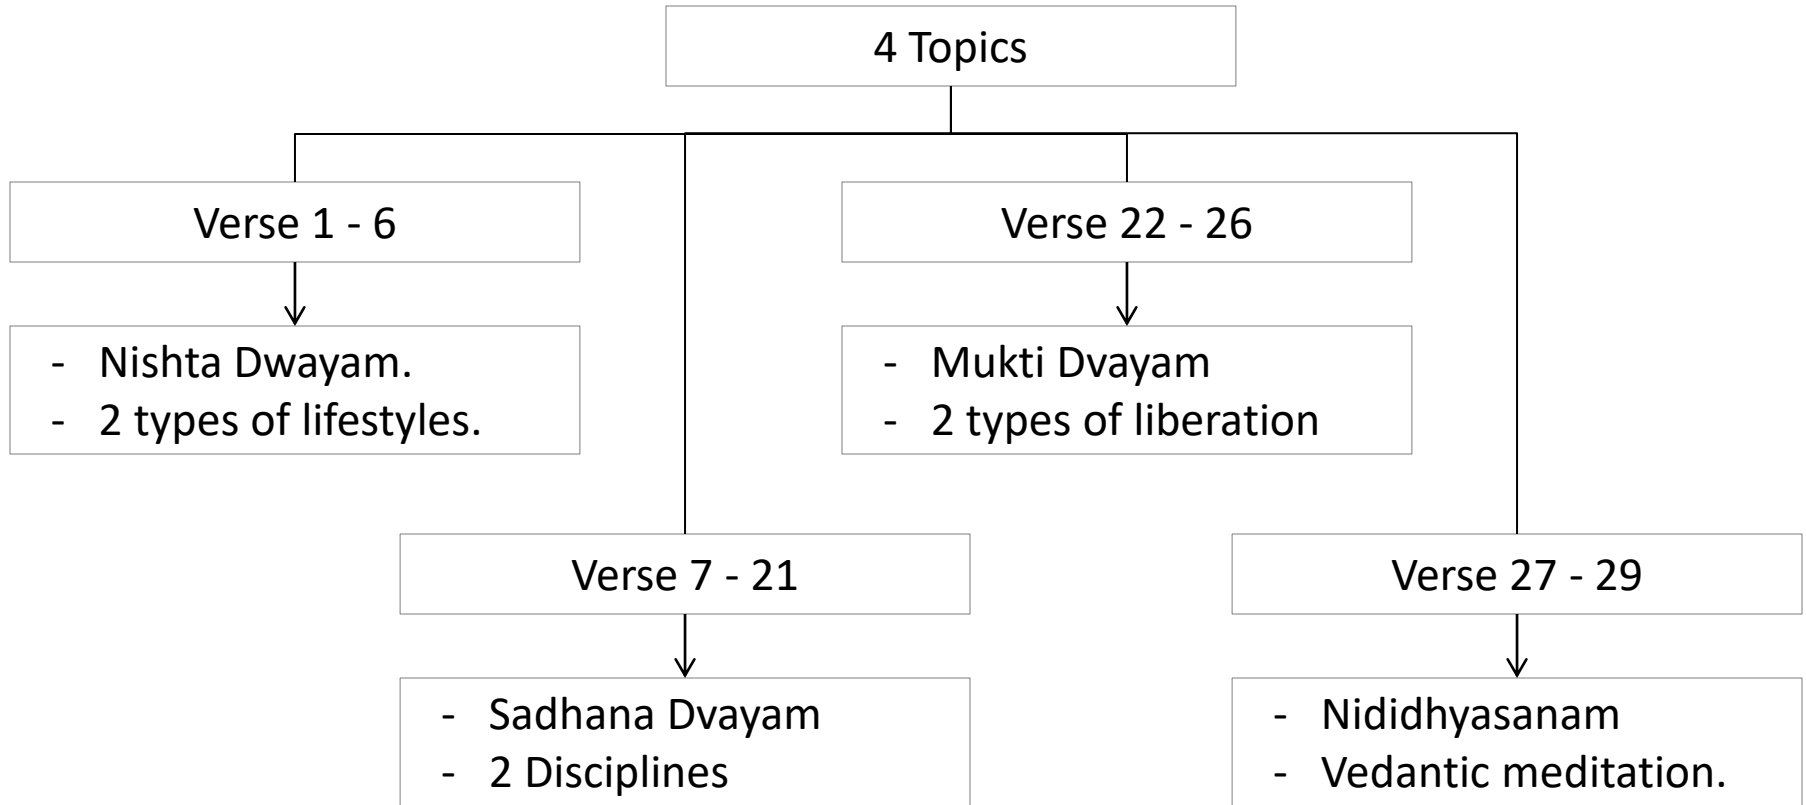 4 Topics
Verse 1 - 6
- Nishta Dwayam.
- 2 types of lifestyles.
Verse 7 - 21
- Sadhana Dvayam
- 2 Disciplines
Verse 22 - 26
- Mukti Dvayam
- 2 types of liberation
Verse 27 - 29
- Nididhyasanam
- Vedantic meditation.